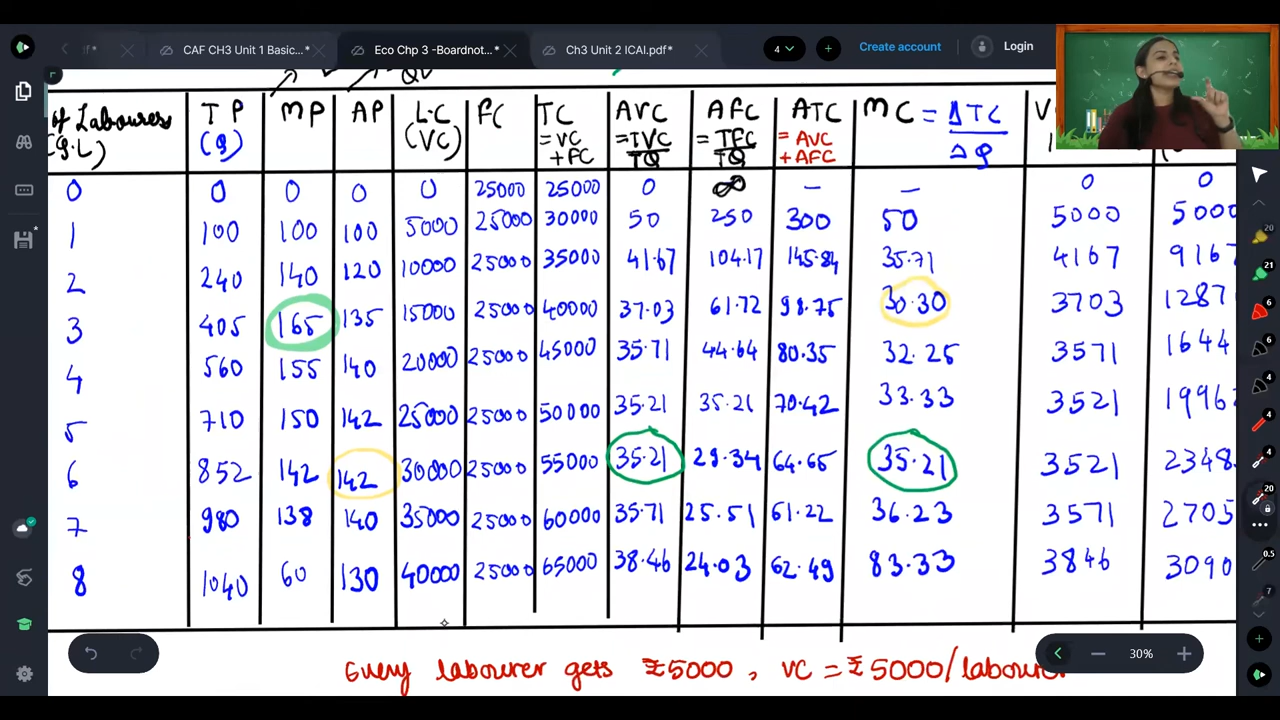 CAF CH3 Unit 1 Basic...*
Eco Chp 3 -Boardnot...*
Ch3 Unit 2 ICAI.pdf*
4
Create account
Login
of Labourers TP MP AP L.C FC TC AVC AFC ATC MC = ΔTC
(Q.L) (Q) (VC) =VC =TVC =TFC =AVC ΔQ
+FC TQ TQ +AFC
0 0 0 0 0 25000 25000 0 ∞ - - 0 0
1 100 100 100 5000 25000 30000 50 250 300 50 5000 5000
2 240 140 120 10000 25000 35000 41.67 104.17 145.84 35.71 4167 9167
3 405 165 135 15000 25000 40000 37.03 61.72 98.75 30.30 3703 1287
4 560 155 140 20000 25000 45000 35.71 44.64 80.35 32.25 3571 1644
5 710 150 142 25000 25000 50000 35.21 35.21 70.42 33.33 3521 19962
6 852 142 142 30000 25000 55000 35.21 29.34 64.65 35.21 3521 2348
7 980 138 140 35000 25000 60000 35.71 25.51 61.22 36.23 3571 2705
8 1040 60 130 40000 25000 65000 38.46 24.03 62.49 83.33 3846 3090
Every labourer gets ₹5000, VC = ₹5000/labourer
30%